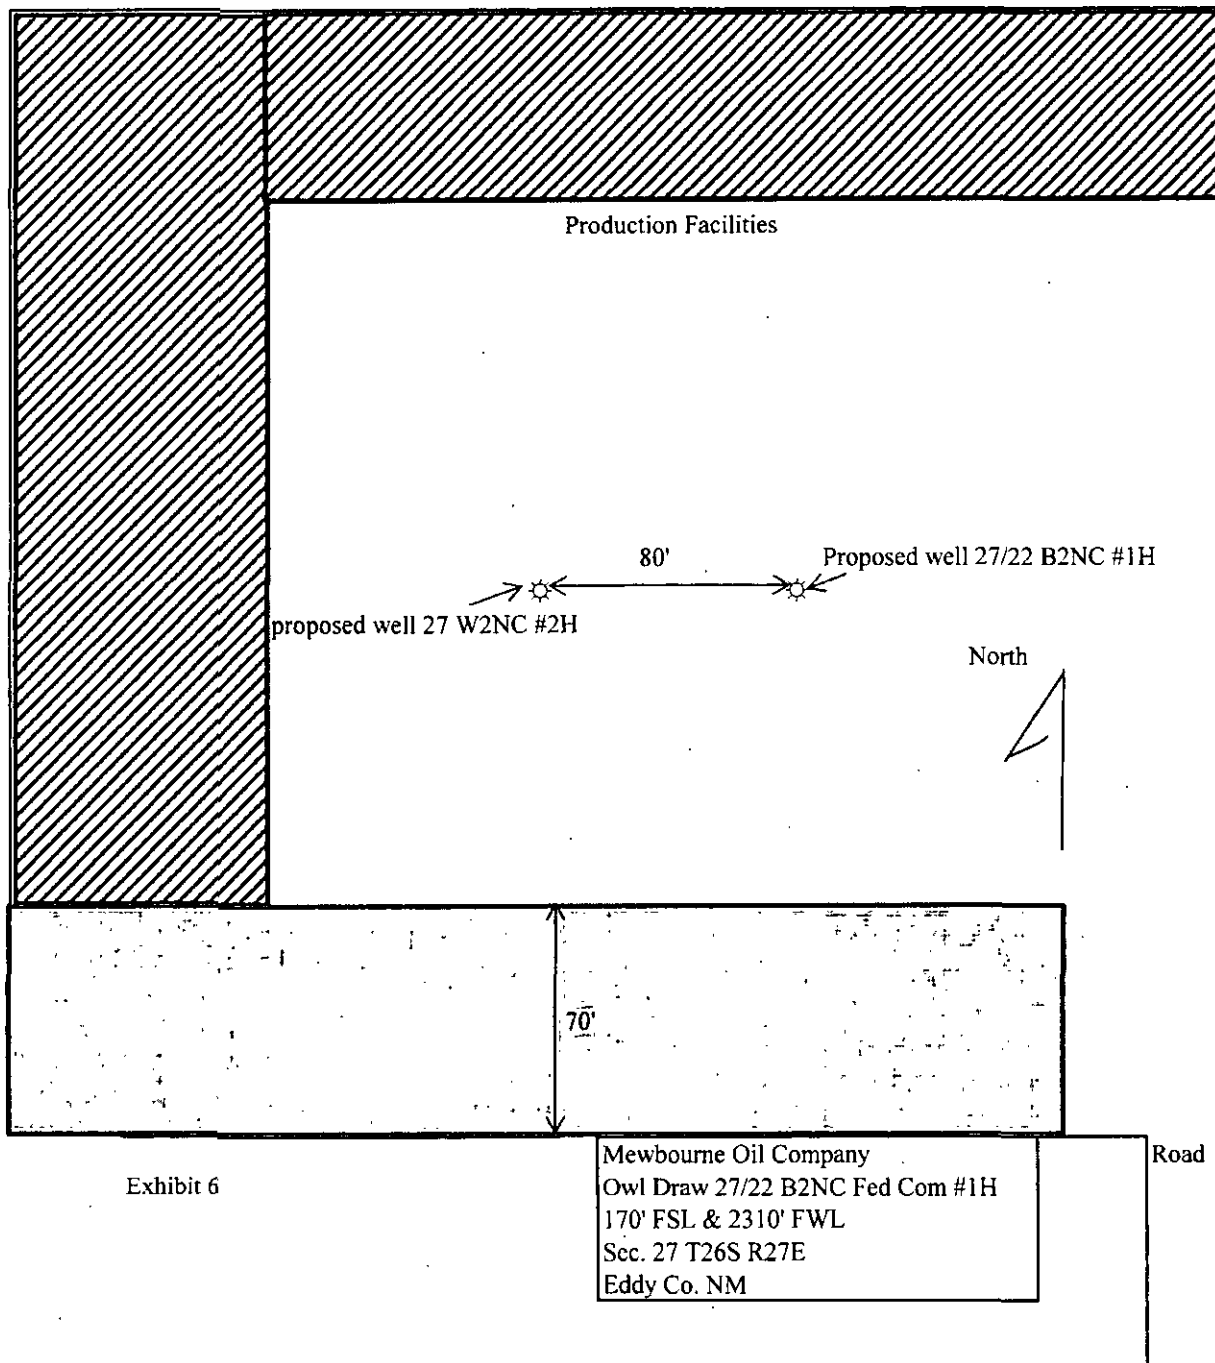 Production Facilities
80'
Proposed well 27/22 B2NC #1H
proposed well 27 W2NC #2H
North
70'
Road
Exhibit 6
Mewbourne Oil Company
Owl Draw 27/22 B2NC Fed Com #1H
170' FSL & 2310' FWL
Sec. 27 T26S R27E
Eddy Co. NM